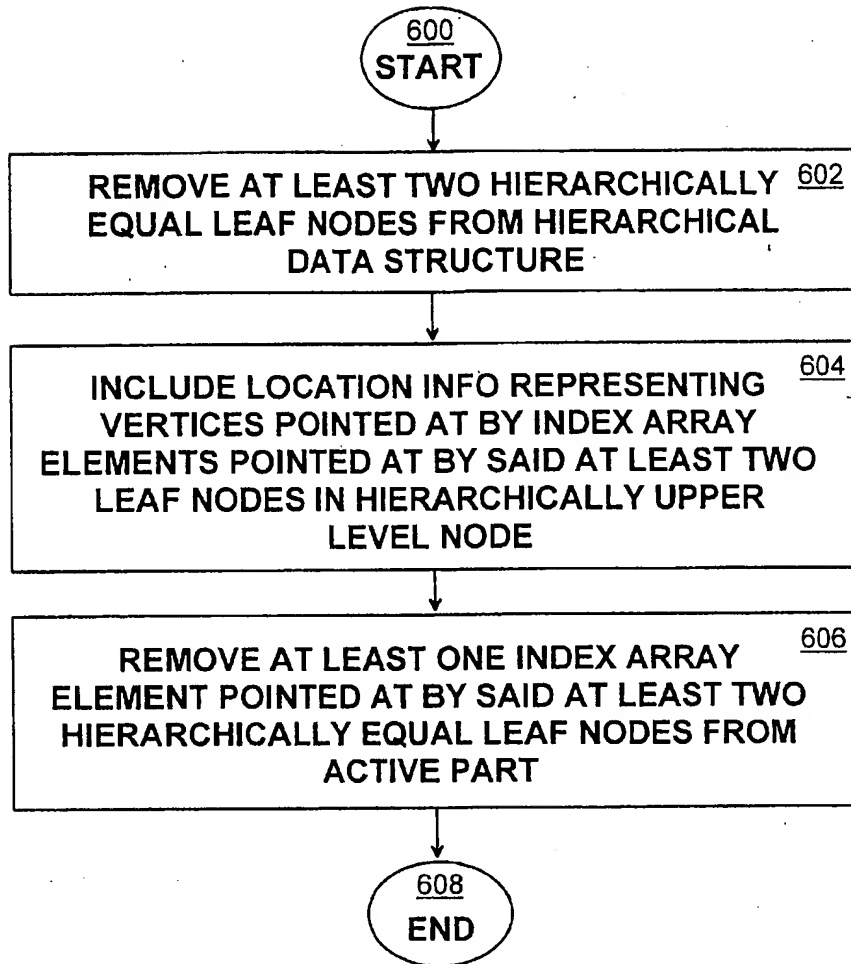 600
START
REMOVE AT LEAST TWO HIERARCHICALLY 602
EQUAL LEAF NODES FROM HIERARCHICAL
DATA STRUCTURE
604
INCLUDE LOCATION INFO REPRESENTING
VERTICES POINTED AT BY INDEX ARRAY
ELEMENTS POINTED AT BY SAID AT LEAST TWO
LEAF NODES IN HIERARCHICALLY UPPER
LEVEL NODE
606
REMOVE AT LEAST ONE INDEX ARRAY
ELEMENT POINTED AT BY SAID AT LEAST TWO
HIERARCHICALLY EQUAL LEAF NODES FROM
ACTIVE PART
608
END